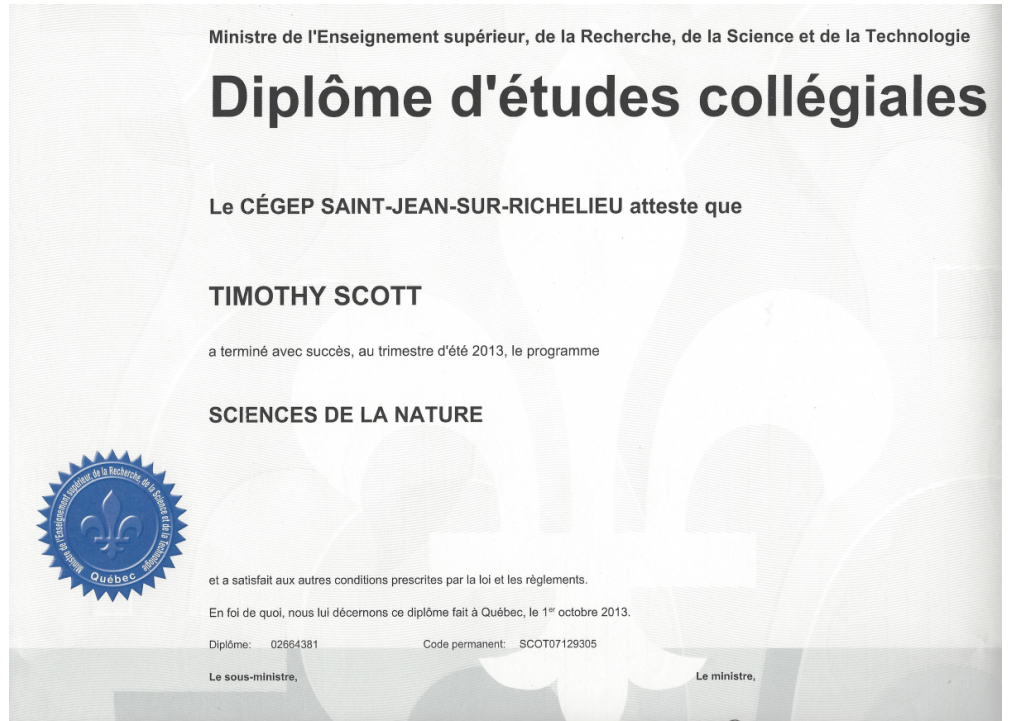 Ministre de l'Enseignement supérieur, de la Recherche, de la Science et de la Technologie
Diplôme d'études collégiales
Le CÉGEP SAINT-JEAN-SUR-RICHELIEU atteste que
TIMOTHY SCOTT
a terminé avec succès, au trimestre d'été 2013, le programme
SCIENCES DE LA NATURE
Ministre de l'Enseignement supérieur, de la Recherche, de la Science et de la Technologie
Québec
et a satisfait aux autres conditions prescrites par la loi et les règlements.
En foi de quoi, nous lui décernons ce diplôme fait à Québec, le 1er octobre 2013.
Diplôme: 02664381 Code permanent: SCOT07129305
Le sous-ministre, Le ministre,